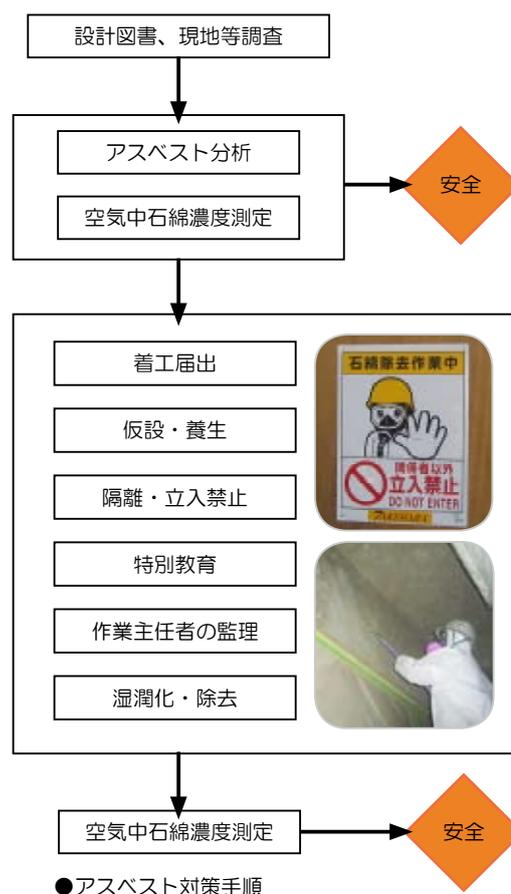 設計図書、現地等調査
アスベスト分析
空気中石綿濃度測定
安全
着工届出
仮設・養生
隔離・立入禁止
特別教育
作業主任者の監理
湿潤化・除去
石綿除去作業中
関係者以外
立入禁止
DO NOT ENTER
空気中石綿濃度測定
安全
●アスベスト対策手順